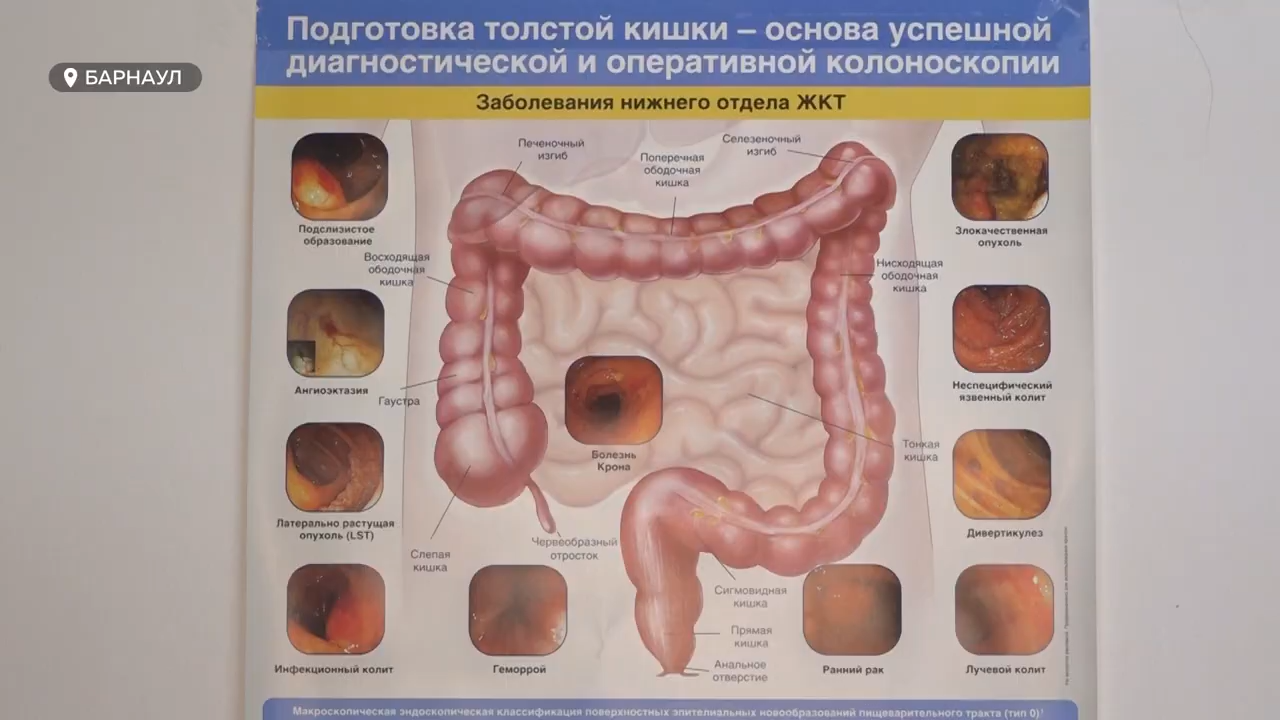 БАРНАУЛ
Подготовка толстой кишки – основа успешной
диагностической и оперативной колоноскопии
Заболевания нижнего отдела ЖКТ
Печеночный
изгиб
Поперечная
ободочная
кишка
Селезеночный
изгиб
Подслизистое
образование
Злокачественная
опухоль
Восходящая
ободочная
кишка
Нисходящая
ободочная
кишка
Ангиоэктазия
Гаустра
Неспецифический
язвенный колит
Болезнь
Крона
Тонкая
кишка
Латерально растущая
опухоль (LST)
Дивертикулез
Слепая
кишка
Червеобразный
отросток
Сигмовидная
кишка
Прямая
кишка
Анальное
отверстие
Инфекционный колит
Геморрой
Ранний рак
Лучевой колит
Макроскопическая эндоскопическая классификация поверхностных эпителиальных новообразований пищеварительного тракта (тип 0)¹